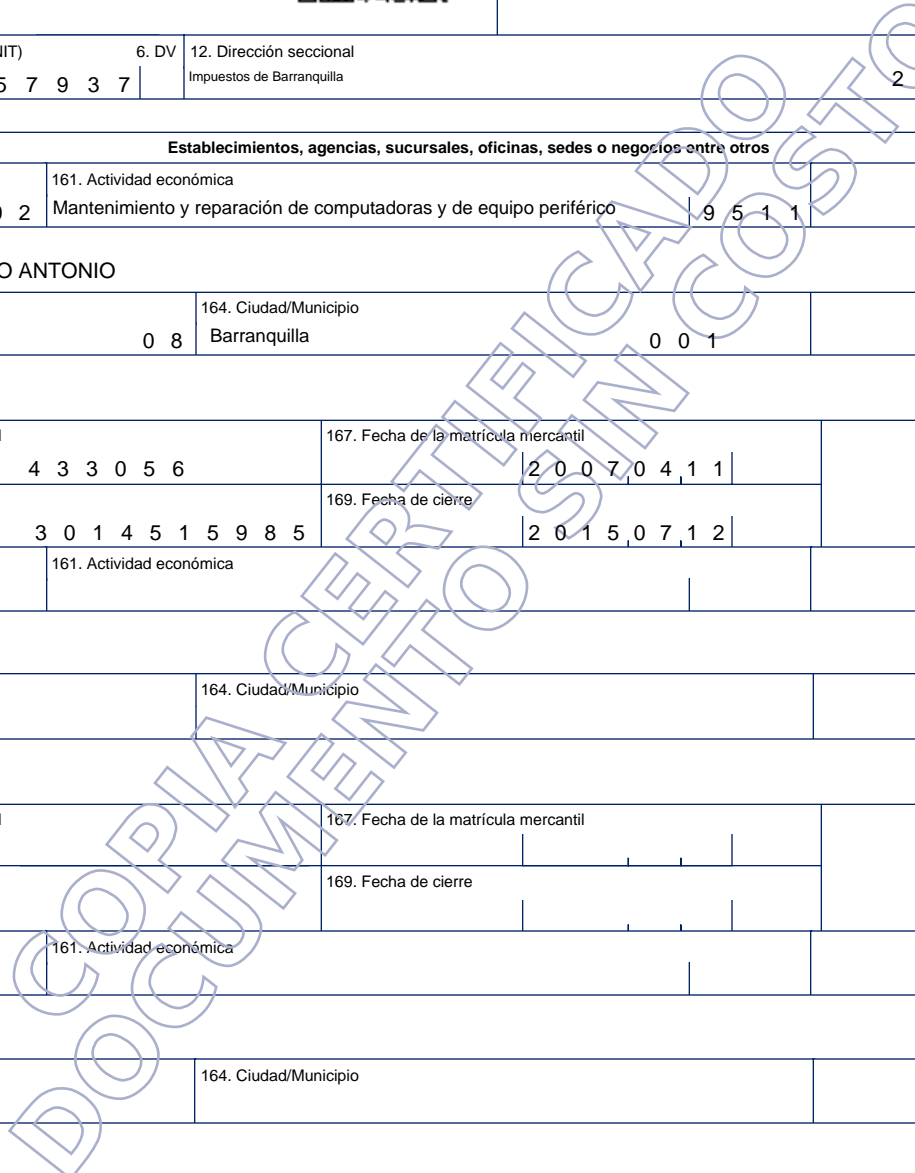 IIT) 6. DV 12. Dirección seccional
5 7 9 3 7 Impuestos de Barranquilla 2
Establecimientos, agencias, sucursales, oficinas, sedes o negocios entre otros
161. Actividad económica
2 Mantenimiento y reparación de computadoras y de equipo periférico 9 5 1 1
O ANTONIO
164. Ciudad/Municipio
0 8 Barranquilla 0 0 1
167. Fecha de la matrícula mercantil
4 3 3 0 5 6 2 0 0 7 0 4 1 1
169. Fecha de cierre
3 0 1 4 5 1 5 9 8 5 2 0 1 5 0 7 1 2
161. Actividad económica
164. Ciudad/Municipio
167. Fecha de la matrícula mercantil
169. Fecha de cierre
161. Actividad económica
164. Ciudad/Municipio
COPIA CERTIFICADO
DOCUMENTO SIN COSTO